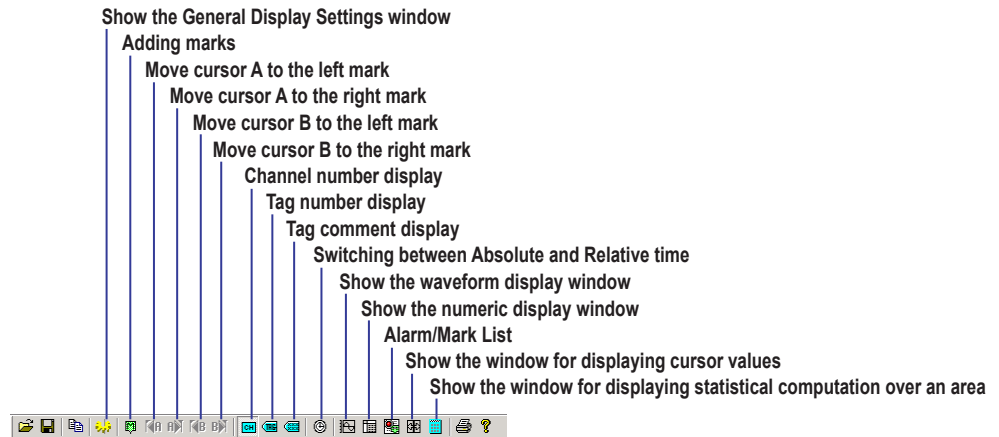 Show the General Display Settings window
Adding marks
Move cursor A to the left mark
Move cursor A to the right mark
Move cursor B to the left mark
Move cursor B to the right mark
Channel number display
Tag number display
Tag comment display
Switching between Absolute and Relative time
Show the waveform display window
Show the numeric display window
Alarm/Mark List
Show the window for displaying cursor values
Show the window for displaying statistical computation over an area
M A A B B CH TAG